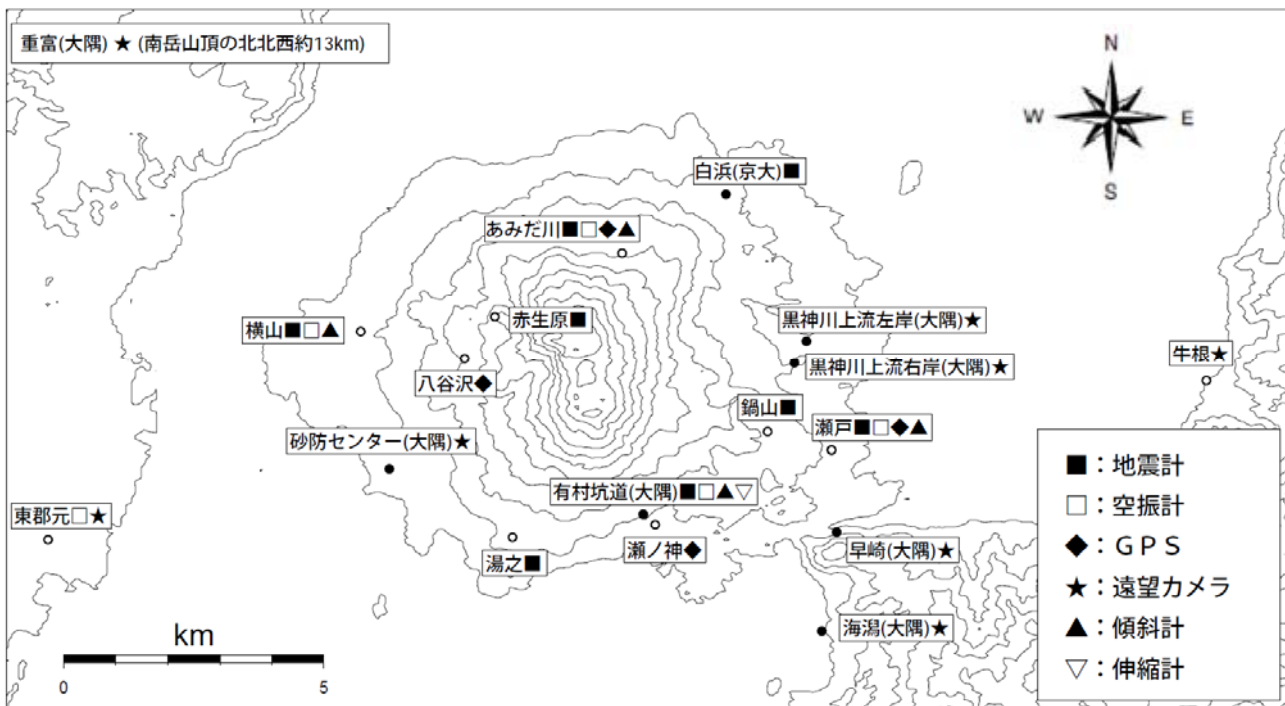 重富(大隅) ★ (南岳山頂の北北西約13km)
N
W
E
S
白浜(京大)■
あみだ川■□◆▲
赤生原■
横山■□▲
黒神川上流左岸(大隅)★
黒神川上流右岸(大隅)★
牛根★
八谷沢◆
鍋山■
瀬戸■□◆▲
砂防センター(大隅)★
有村坑道(大隅)■□▲▽
東郡元□★
瀬ノ神◆
早崎(大隅)★
湯之■
海潟(大隅)★
km
0
5
■：地震計
□：空振計
◆：ＧＰＳ
★：遠望カメラ
▲：傾斜計
▽：伸縮計